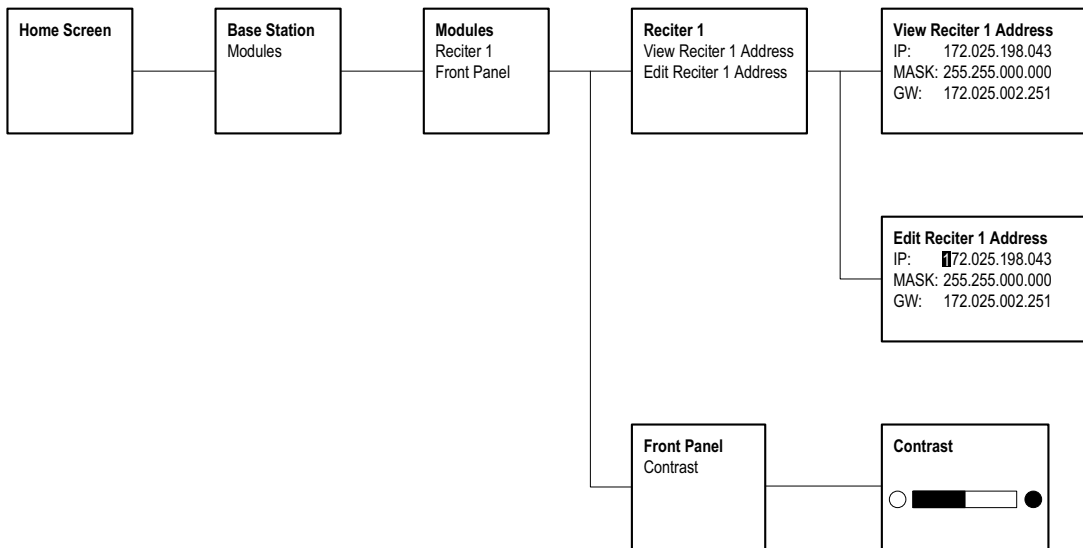 Home Screen
Base Station
Modules
Modules
Reciter 1
Front Panel
Reciter 1
View Reciter 1 Address
Edit Reciter 1 Address
View Reciter 1 Address
IP: 172.025.198.043
MASK: 255.255.000.000
GW: 172.025.002.251
Edit Reciter 1 Address
IP: 172.025.198.043
MASK: 255.255.000.000
GW: 172.025.002.251
Front Panel
Contrast
Contrast